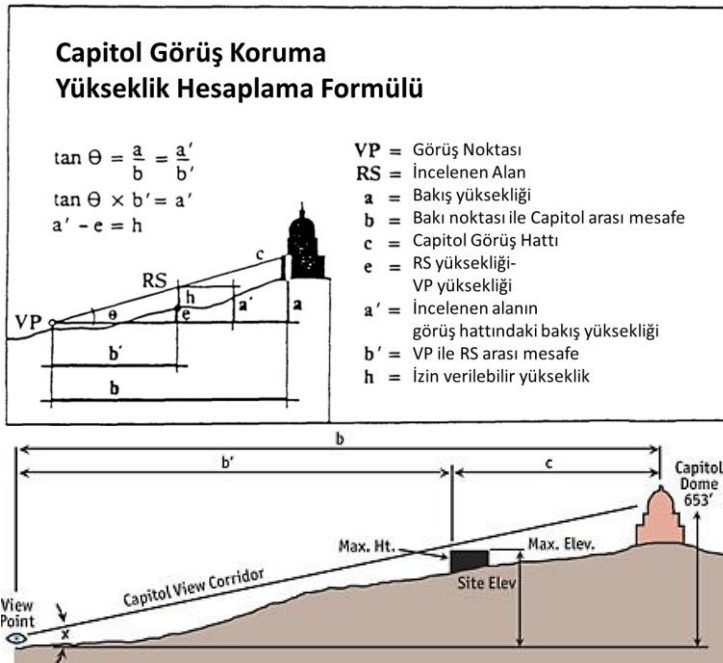 Capitol Görüş Koruma
Yükseklik Hesaplama Formülü
tan θ = a/b = a'/b'
tan θ × b' = a'
a' - e = h
VP = Görüş Noktası
RS = İncelenen Alan
a = Bakış yüksekliği
b = Bakı noktası ile Capitol arası mesafe
c = Capitol Görüş Hattı
e = RS yüksekliği-
VP yüksekliği
a' = İncelenen alanın
görüş hattındaki bakış yüksekliği
b' = VP ile RS arası mesafe
h = İzin verilebilir yükseklik
c
RS
h
a'
a
VP
θ
e
b'
b
b
b'
c
Capitol
Dome
653'
Max. Ht.
Max. Elev.
Capitol View Corridor
Site Elev
View
Point
x